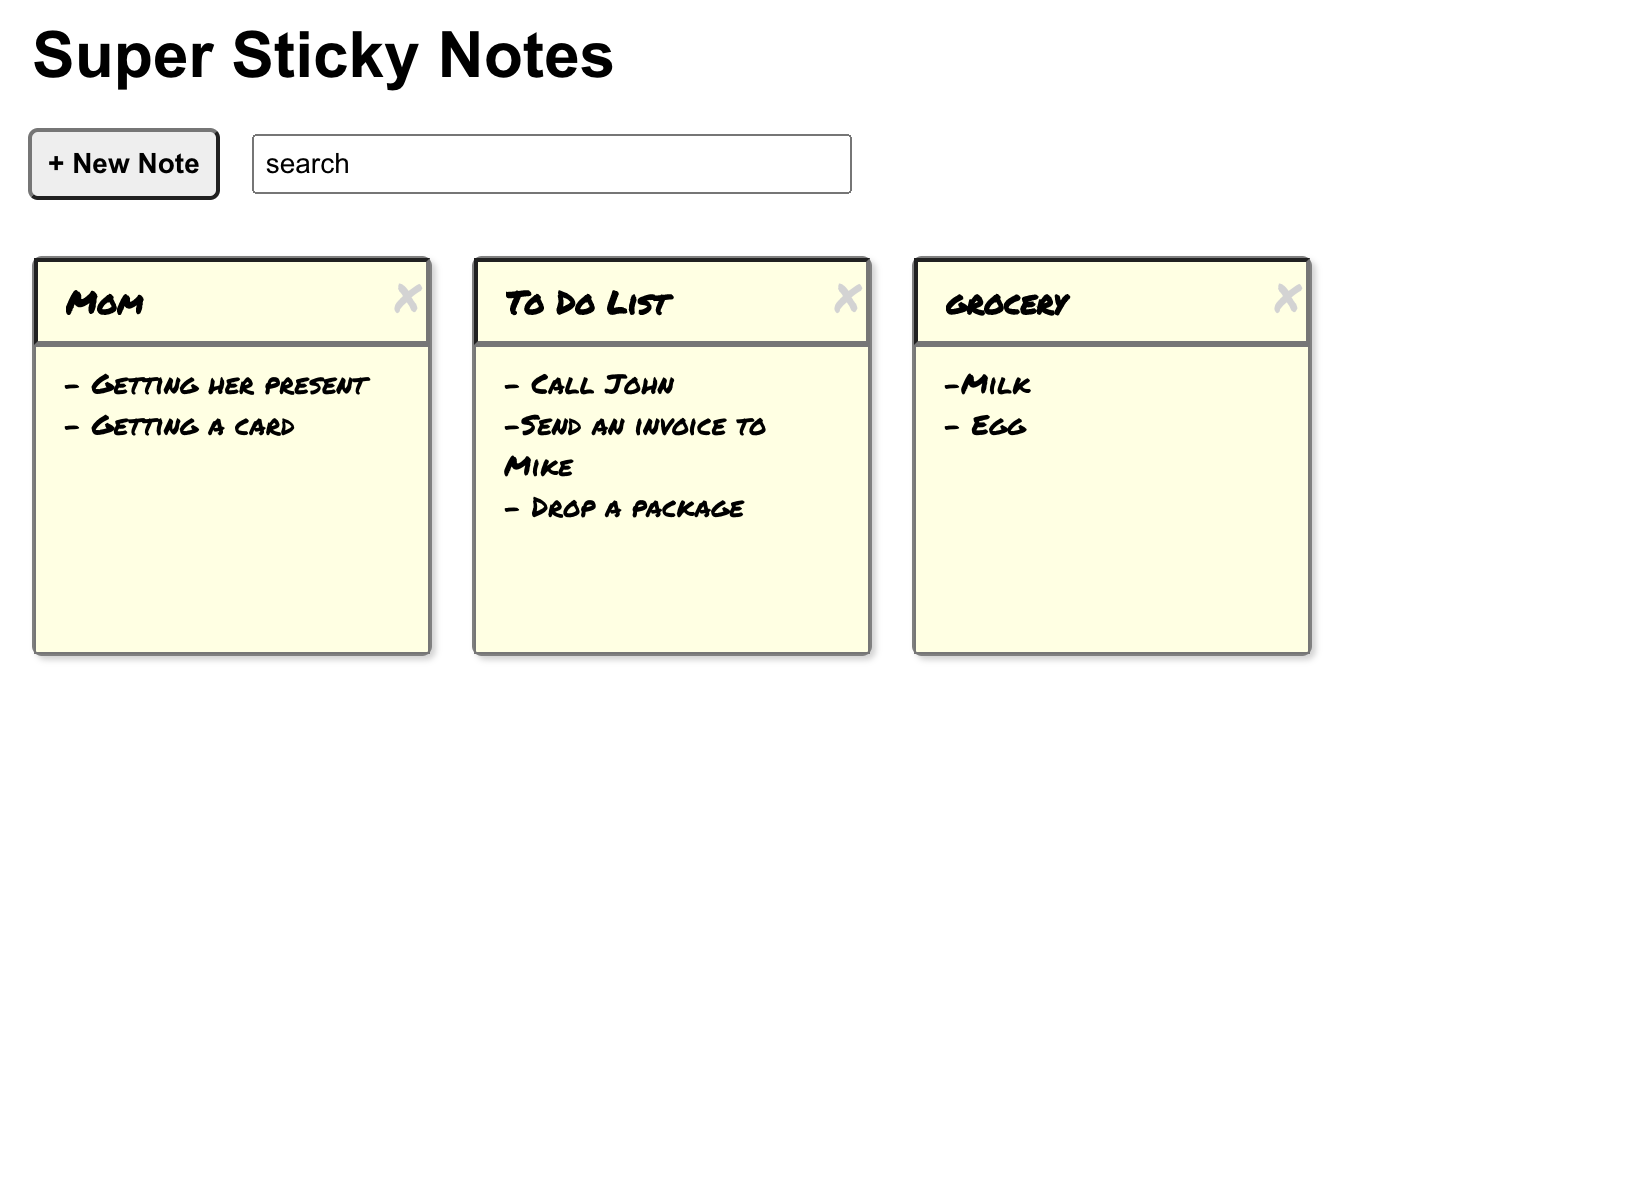 Super Sticky Notes
+ New Note
search
Mom
- Getting her present
- Getting a card
To Do List
- Call John
-Send an invoice to
Mike
- Drop a package
grocery
-Milk
- Egg